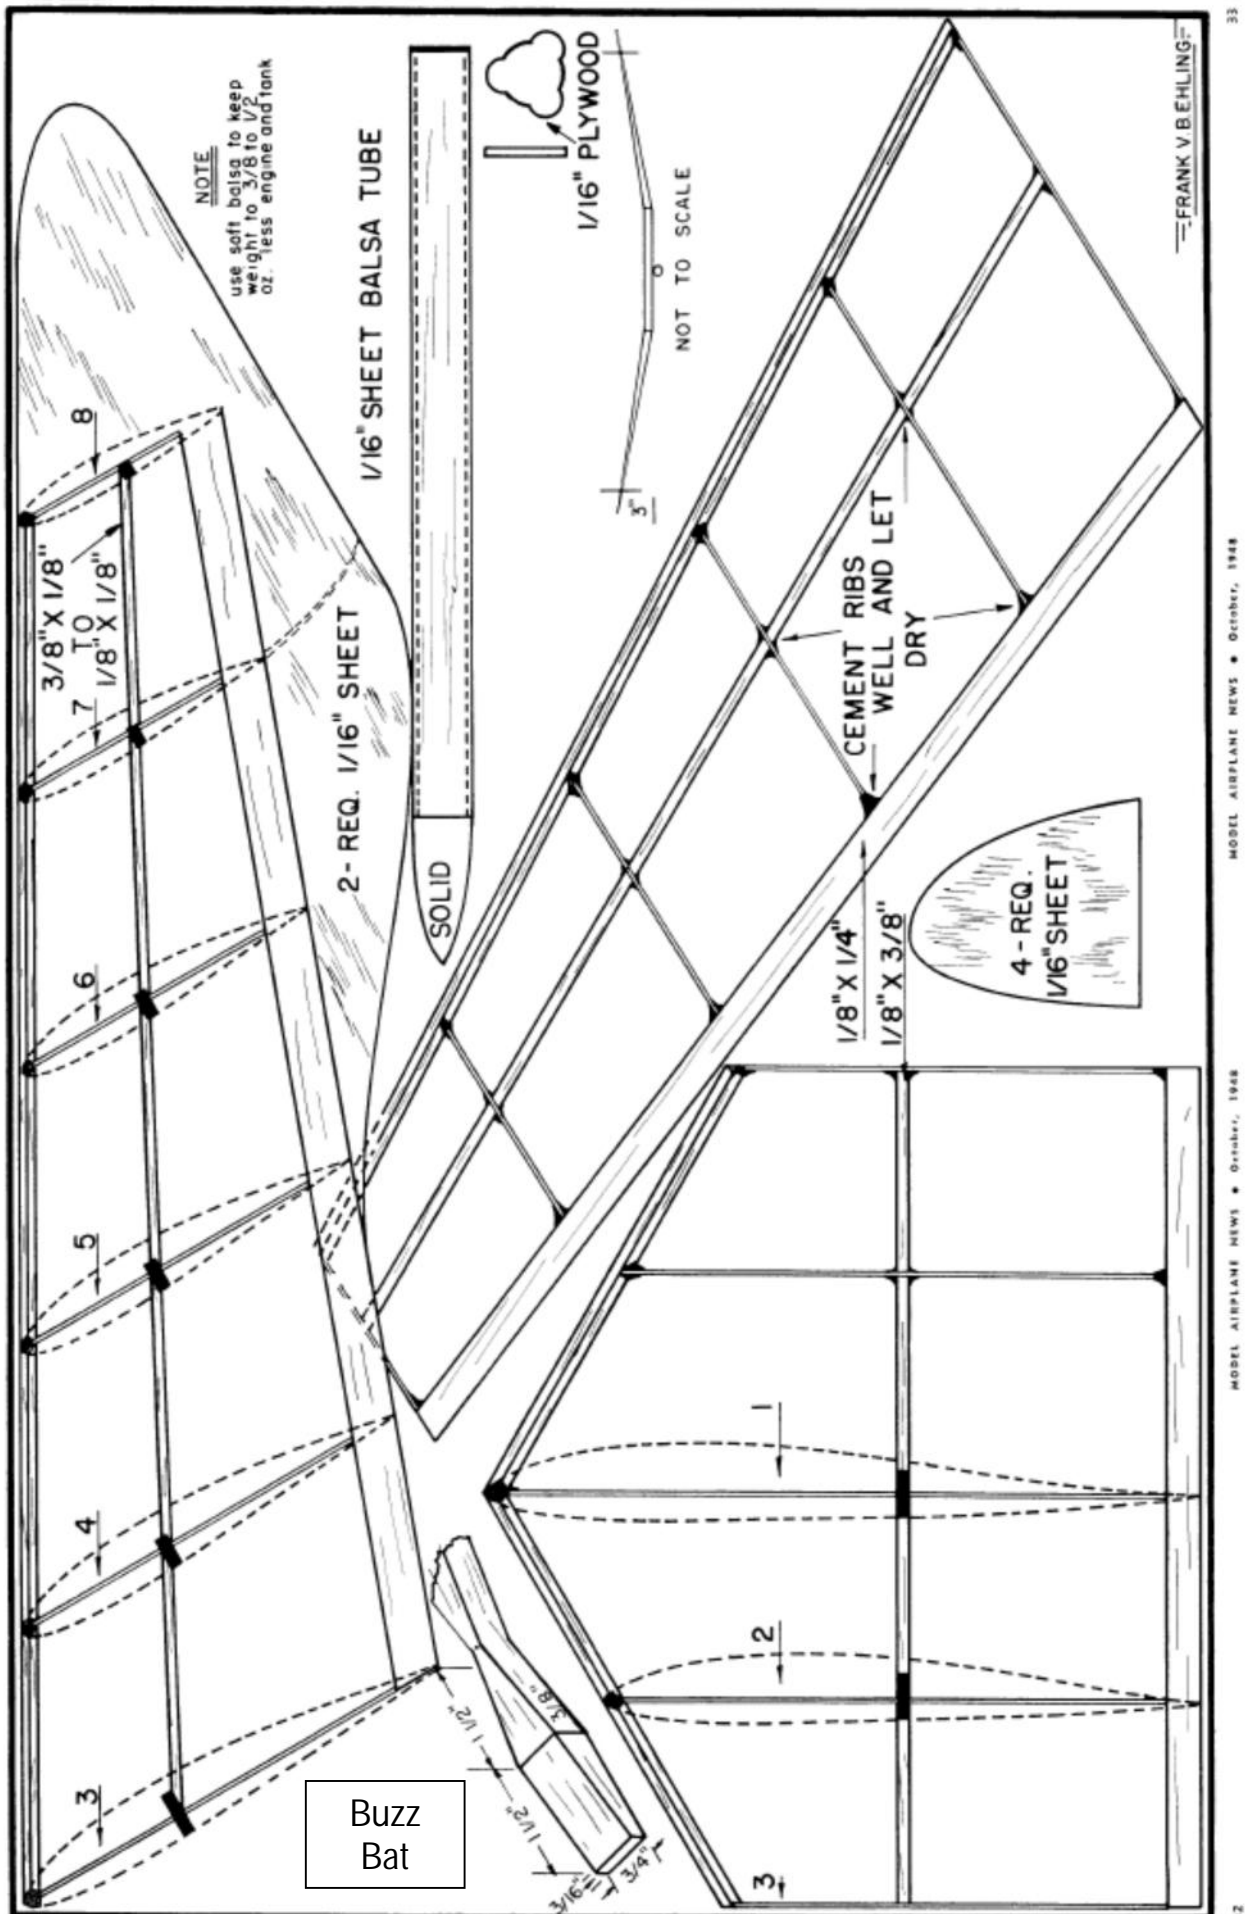 NOTE
use soft balsa to keep
weight to 3/8 to 1/2
oz. less engine and tank
8
3/8" X 1/8"
TO
1/8" X 1/8"
7
6
5
4
3
2 - REQ. 1/16" SHEET
1/16" SHEET BALSA TUBE
SOLID
1/16" PLYWOOD
3"
NOT TO SCALE
CEMENT RIBS
WELL AND LET
DRY
1/8" X 1/4"
1/8" X 3/8"
4 - REQ.
1/16" SHEET
1
2
3
1 1/2"
1 1/2"
3/8"
3/16"
3/4"
Buzz
Bat
FRANK V. B. EHLING
2
MODEL AIRPLANE NEWS • October, 1948
MODEL AIRPLANE NEWS • October, 1948
33